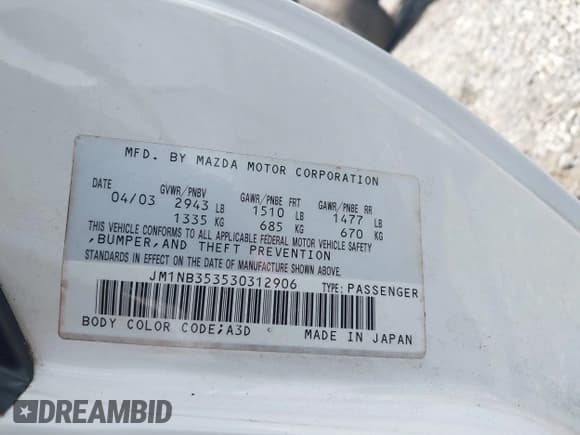 MFD. BY MAZDA MOTOR CORPORATION
DATE GVWR/PNBV GAWR/PNBE FRT GAWR/PNBE RR
04/03 2943 LB 1510 LB 1477 LB
1335 KG 685 KG 670 KG
THIS VEHICLE CONFORMS TO ALL APPLICABLE FEDERAL MOTOR VEHICLE SAFETY
,BUMPER,AND THEFT PREVENTION
STANDARDS IN EFFECT ON THE DATE OF MANUFACTURE SHOWN ABOVE.
JM1NB353530312906 TYPE:PASSENGER
BODY COLOR CODE;A3D MADE IN JAPAN
DREAMBID